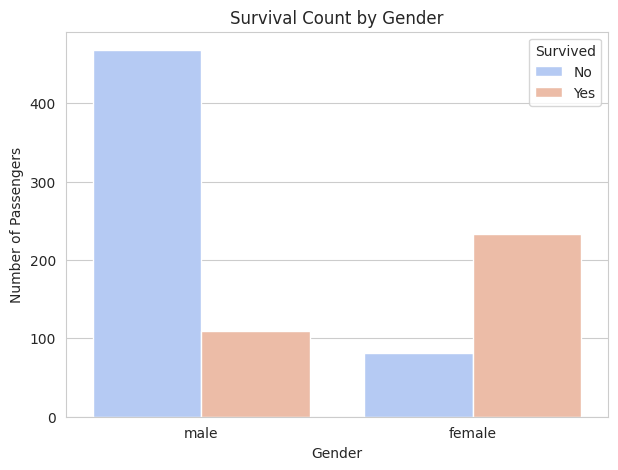 Survival Count by Gender
Survived
No
Yes
Number of Passengers
400
300
200
100
0
male
female
Gender